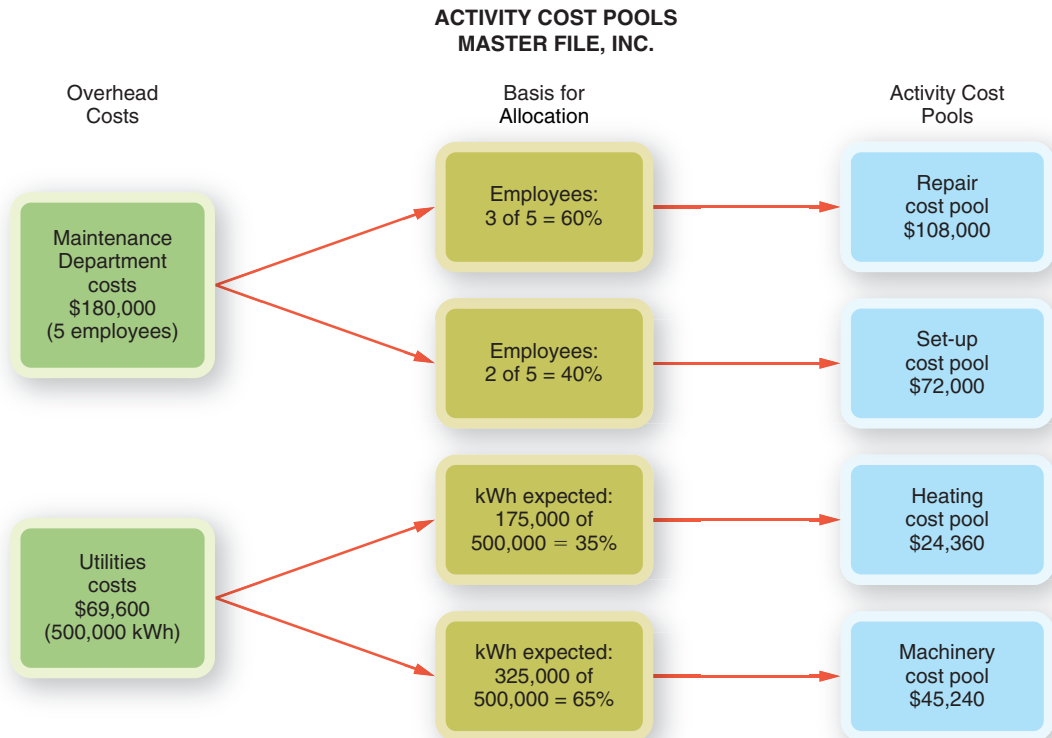 ACTIVITY COST POOLS
MASTER FILE, INC.
Overhead
Costs
Basis for
Allocation
Activity Cost
Pools
Maintenance
Department
costs
$180,000
(5 employees)
Employees:
3 of 5 = 60%
Repair
cost pool
$108,000
Employees:
2 of 5 = 40%
Set-up
cost pool
$72,000
Utilities
costs
$69,600
(500,000 kWh)
kWh expected:
175,000 of
500,000 = 35%
Heating
cost pool
$24,360
kWh expected:
325,000 of
500,000 = 65%
Machinery
cost pool
$45,240